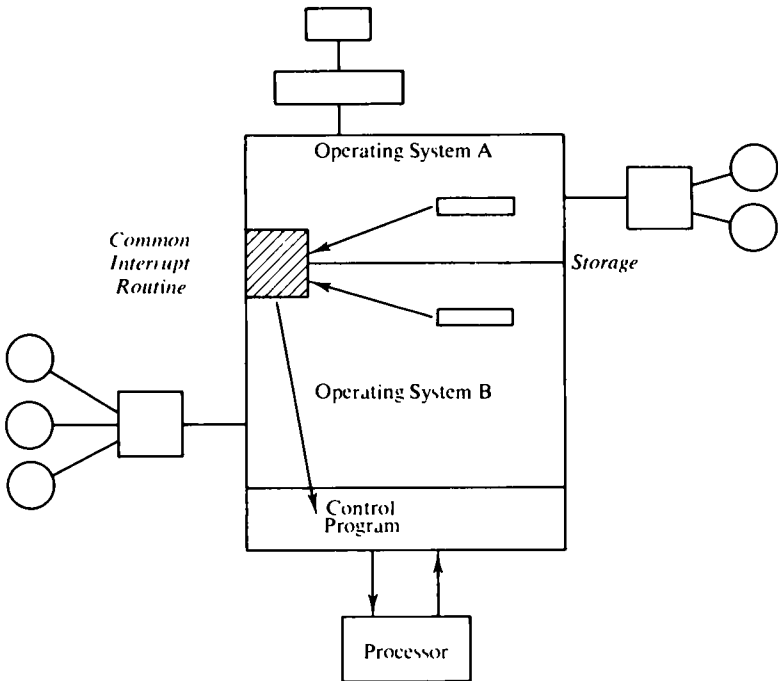 Operating System A
Common
Interrupt
Routine
Storage
Operating System B
Control
Program
Processor